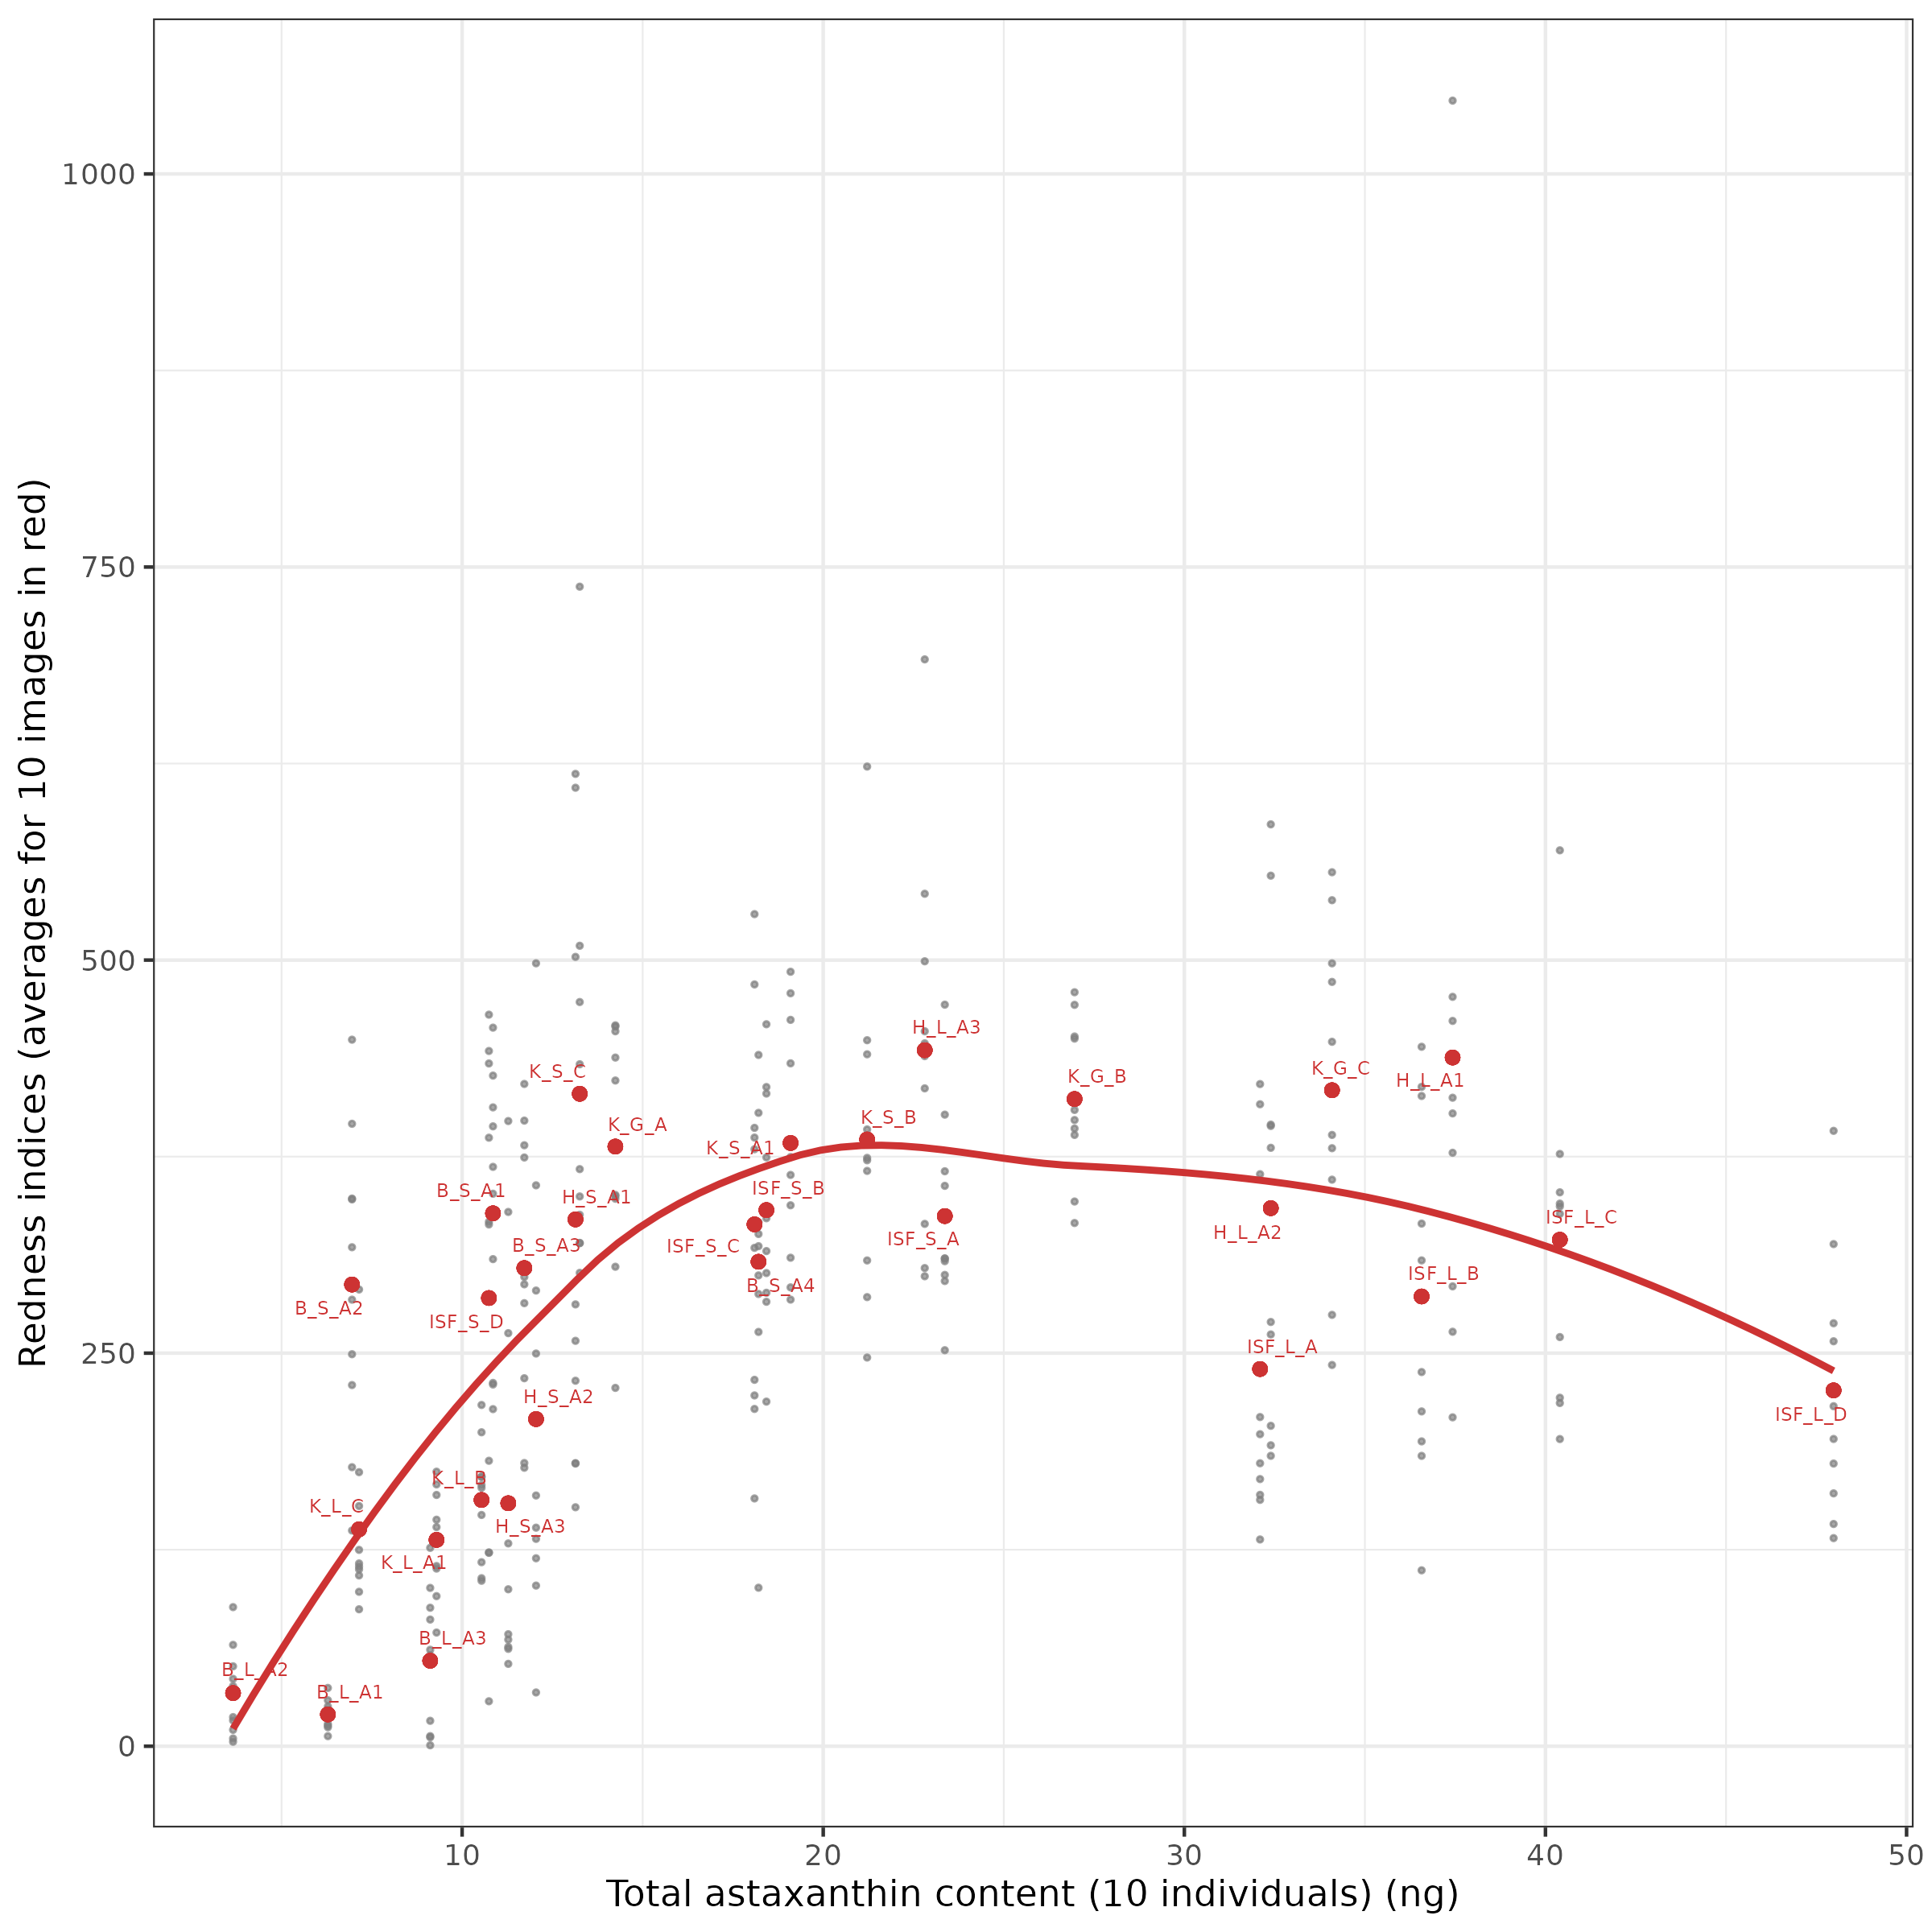 1000
750
500
250
0
Redness indices (averages for 10 images in red)
H_L_A3
K_S_C
K_G_B
K_G_C
H_L_A1
K_G_A
K_S_B
K_S_A1
B_S_A1
H_S_A1
ISF_S_B
ISF_L_C
H_L_A2
ISF_S_A
B_S_A3
ISF_S_C
ISF_L_B
B_S_A4
B_S_A2
ISF_S_D
ISF_L_A
H_S_A2
ISF_L_D
K_L_B
K_L_C
H_S_A3
K_L_A1
B_L_A3
B_L_A2
B_L_A1
10
20
30
40
50
Total astaxanthin content (10 individuals) (ng)